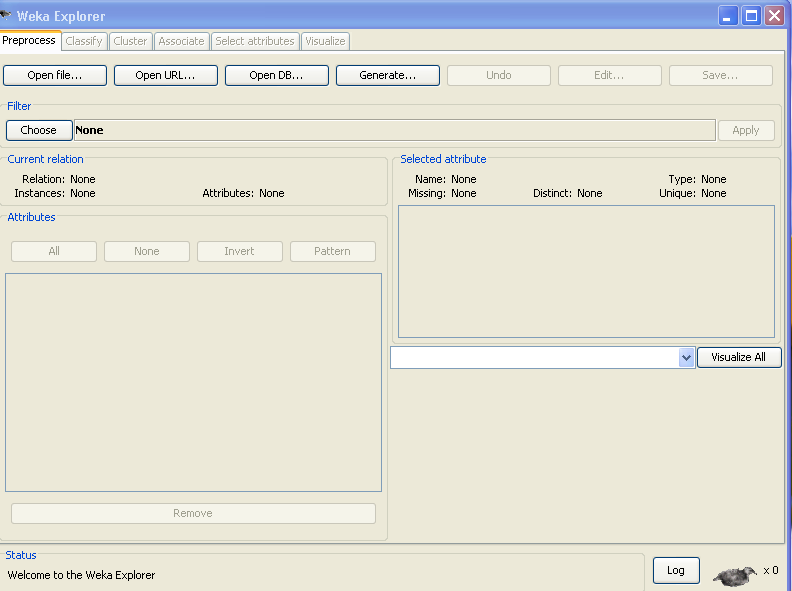 Weka Explorer
Preprocess Classify Cluster Associate Select attributes Visualize
Open file... Open URL... Open DB... Generate... Undo Edit... Save...
Filter
Choose None Apply
Current relation
Relation: None
Instances: None Attributes: None
Attributes
All None Invert Pattern
Remove
Selected attribute
Name: None Type: None
Missing: None Distinct: None Unique: None
Visualize All
Status
Welcome to the Weka Explorer
Log x 0